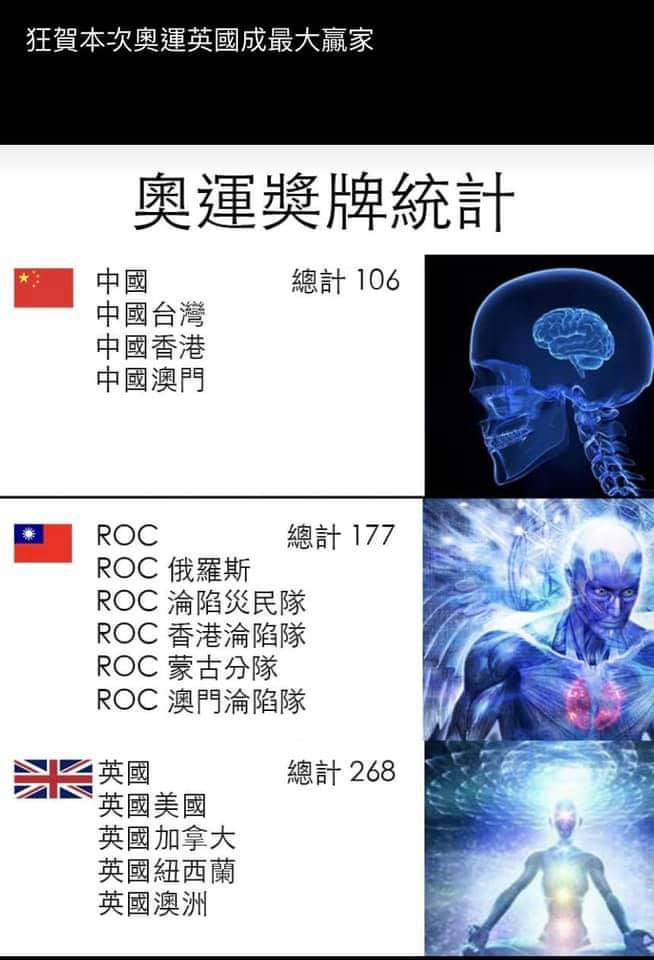 狂賀本次奧運英國成最大贏家
奧運獎牌統計
中國 總計 106
中國台灣
中國香港
中國澳門
ROC 總計 177
ROC 俄羅斯
ROC 淪陷災民隊
ROC 香港淪陷隊
ROC 蒙古分隊
ROC 澳門淪陷隊
英國 總計 268
英國美國
英國加拿大
英國紐西蘭
英國澳洲